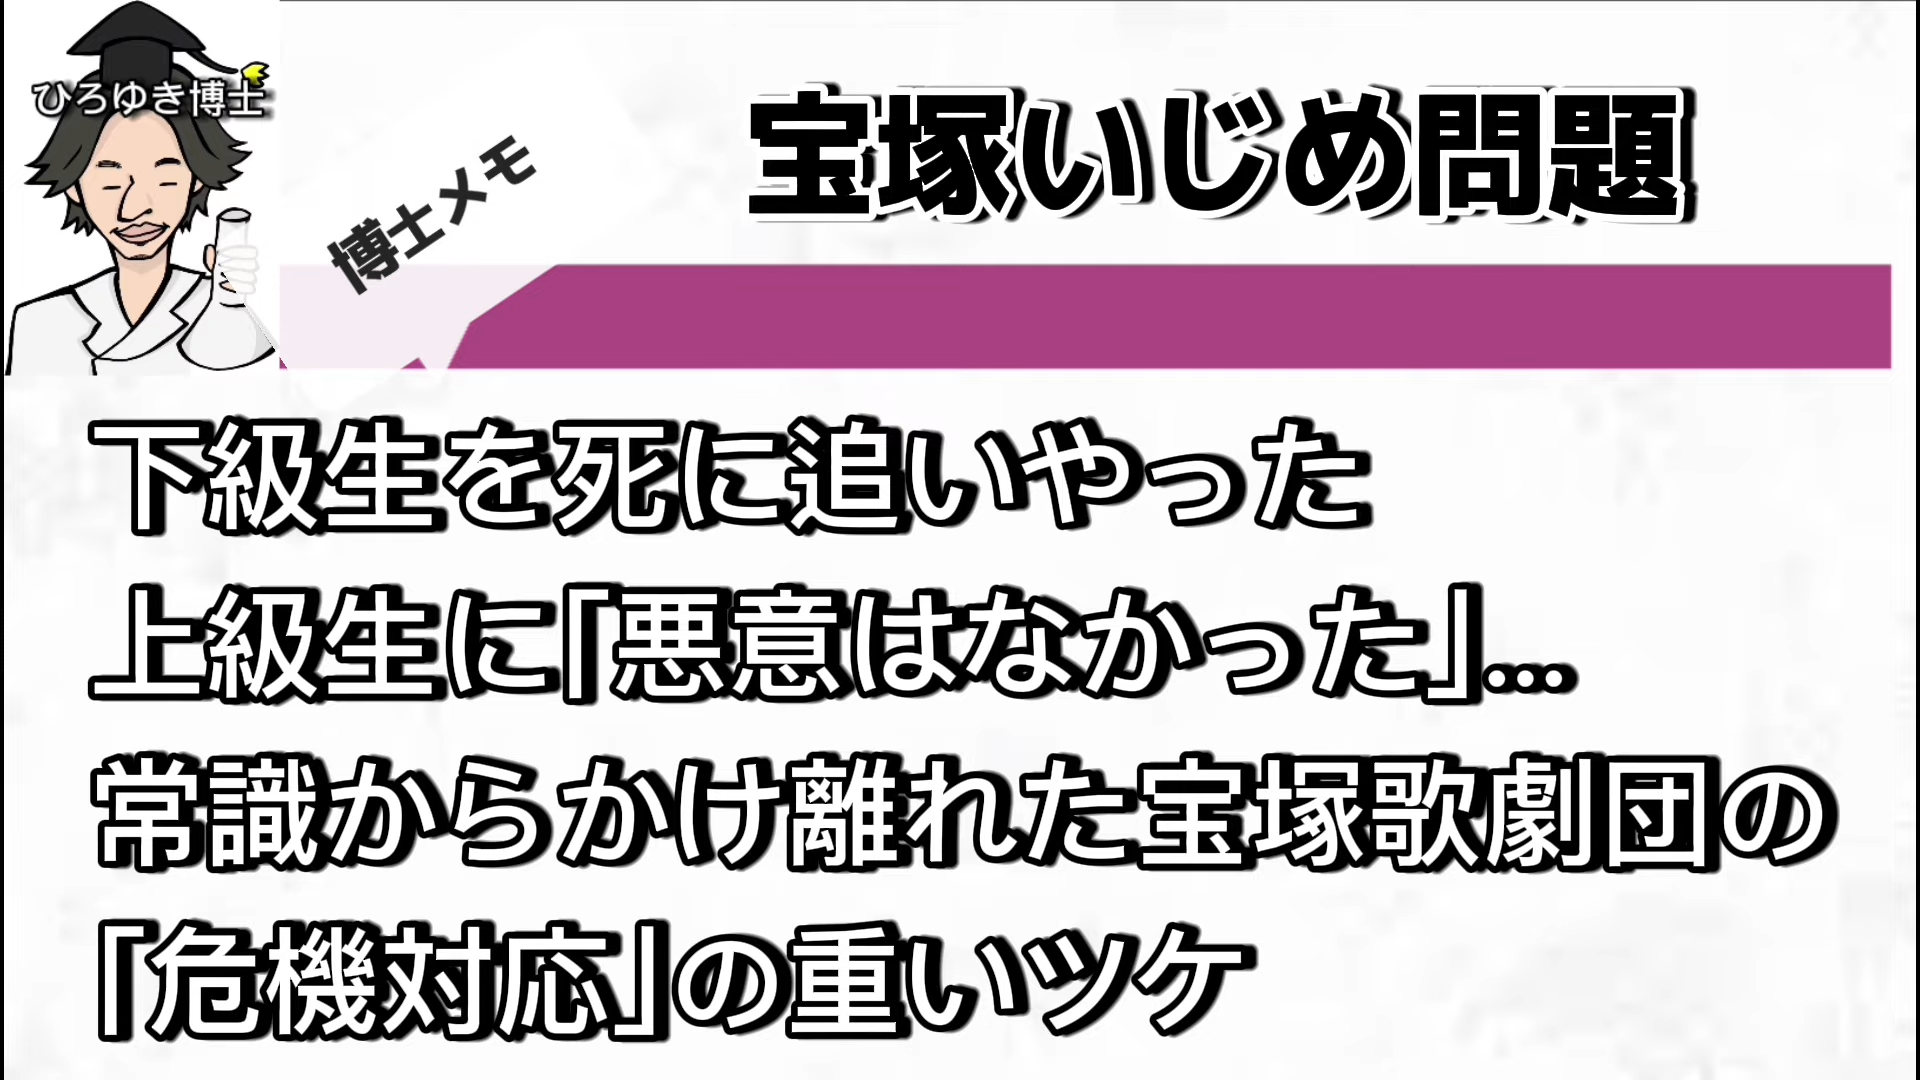 ひろゆき博士
博士メモ
宝塚いじめ問題
下級生を死に追いやった
上級生に｢悪意はなかった｣...
常識からかけ離れた宝塚歌劇団の
｢危機対応｣の重いツケ